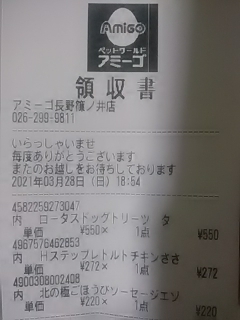 Amigo
ペットワールド
アミーゴ
領収書
アミーゴ長野篠ノ井店
026-299-9811
いらっしゃいませ
毎度ありがとうございます
またのお越しをお待ちしております
2021年03月28日(日)18:54
4582259273047
内 ロータスドッグトリーツ タ
単価 ¥550× 1点 ¥550
4967576462853
内 Hステップレトルトチキンささ
単価 ¥272× 1点 ¥272
4900308002408
内 北の極ごほうびソーセージエゾ
単価 ¥220× 1点 ¥220